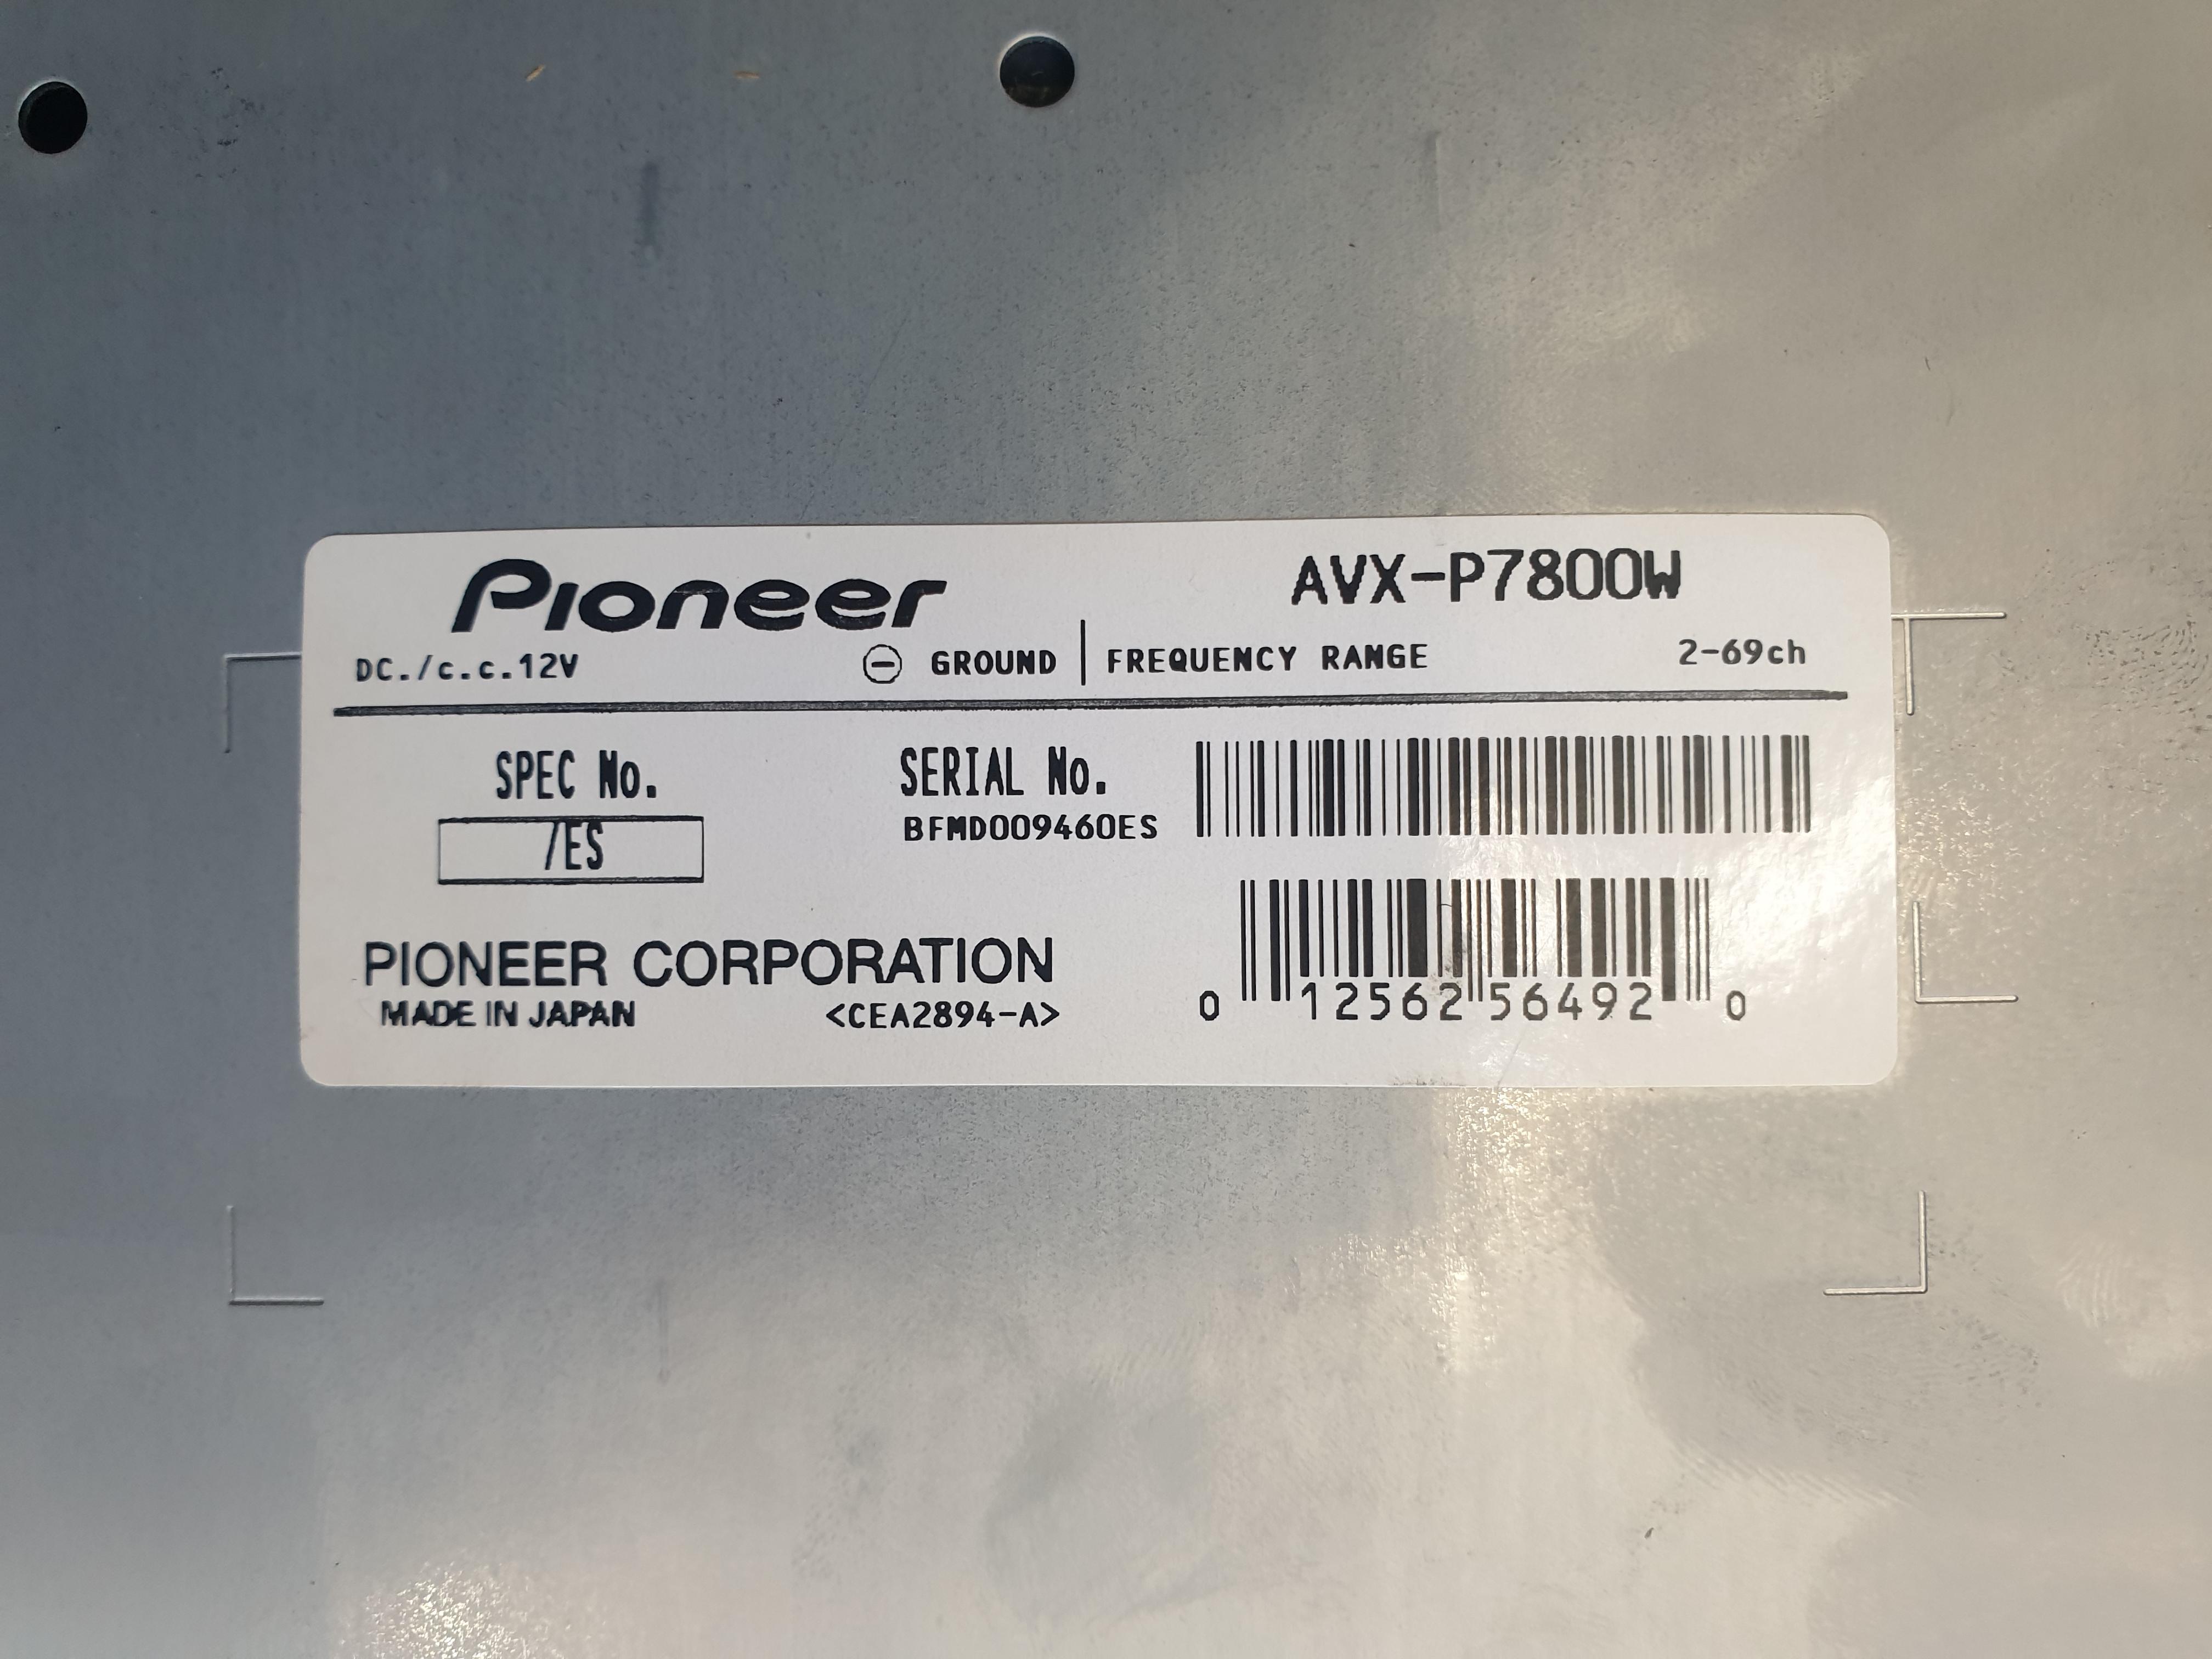 Pioneer
AVX-P7800W
DC./c.c.12V
⊖ GROUND
FREQUENCY RANGE 2-69ch
SPEC No.
/ES
SERIAL No.
BFMD009460ES
PIONEER CORPORATION
MADE IN JAPAN <CEA2894-A>
0 12562 56492 0